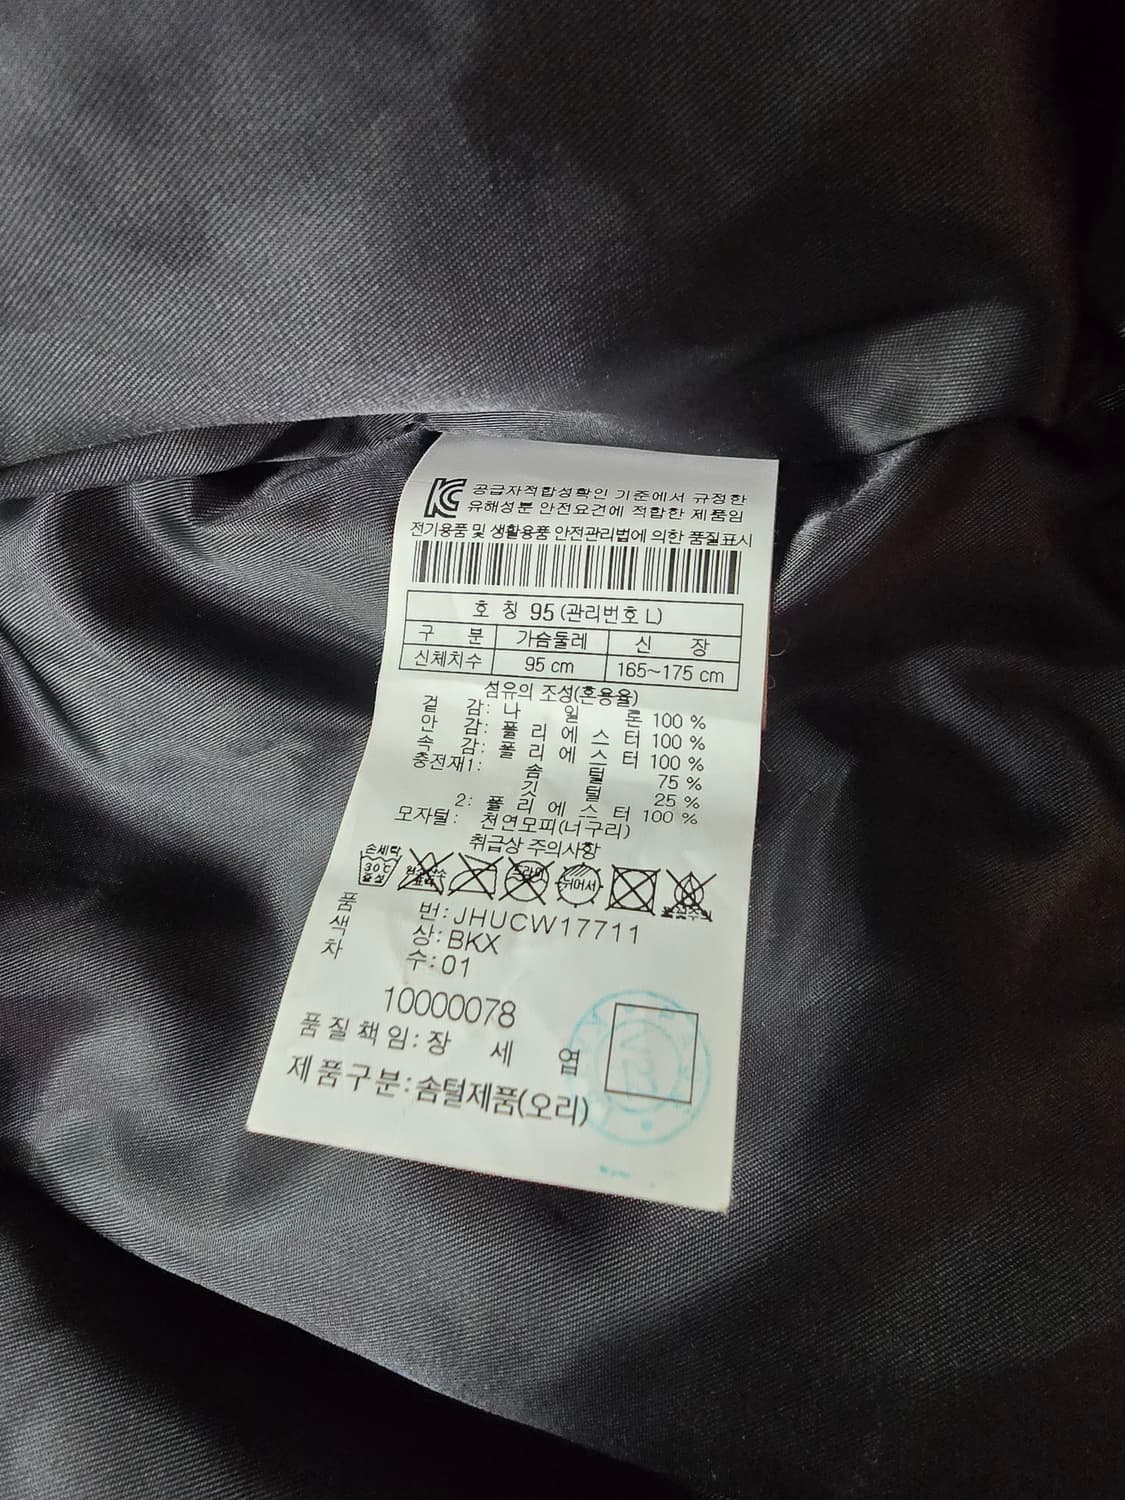 KC 공급자적합성확인 기준에서 규정한
유해성분 안전요건에 적합한 제품임
전기용품 및 생활용품 안전관리법에 의한 품질표시
호 칭 95 (관리번호 L)
구 분 가슴둘레 신 장
신체치수 95 cm 165~175 cm
섬유의 조성(혼용율)
겉 감: 나 일 론 100 %
안 감: 폴 리 에 스 터 100 %
속 감: 폴 리 에 스 터 100 %
충전재1: 솜 털 75 %
깃 털 25 %
2: 폴 리 에 스 터 100 %
모자털: 천연모피(너구리)
취급상 주의사항
손세탁
30℃
드라이
품 번: JHUCW17711
색 상: BKX
차 수: 01
10000078
품질책임: 장 세 엽
제품구분: 솜털제품(오리)